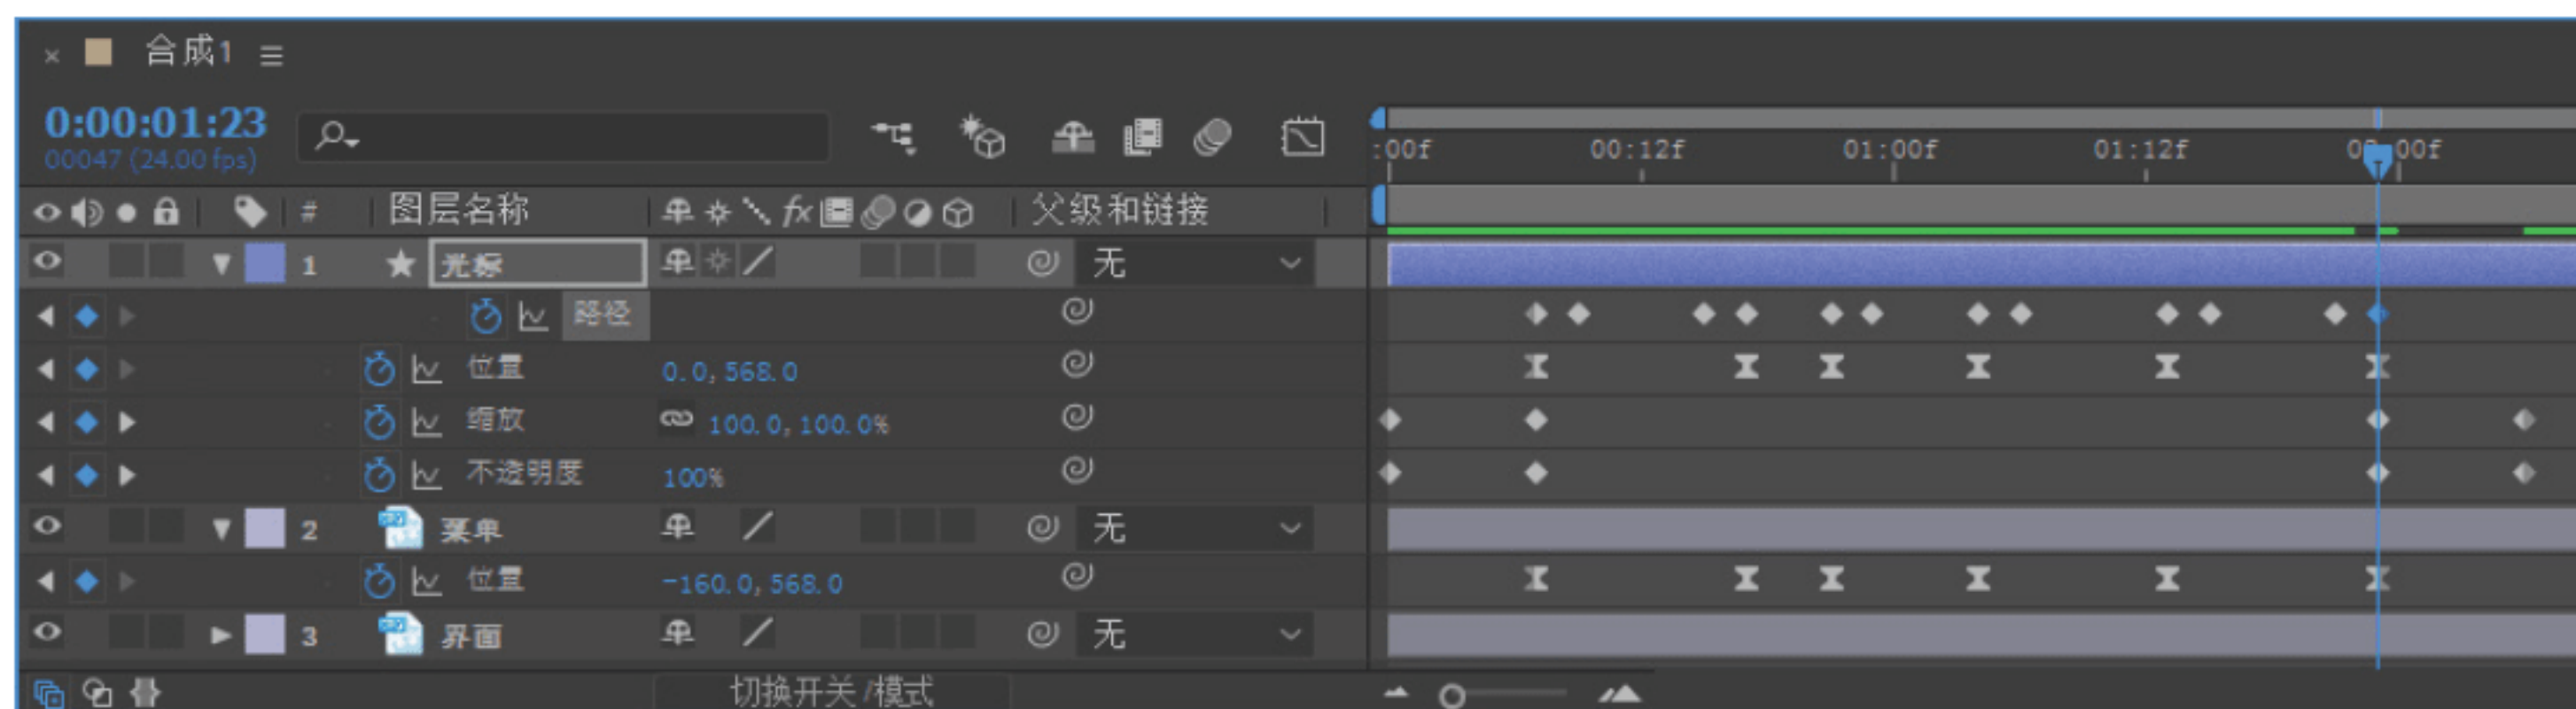 合成1
0:00:01:23
00047 (24.00 fps)
:00f 00:12f 01:00f 01:12f 00f
# 图层名称 fx 父级和链接
1 光标 无
路径
位置 0.0, 568.0
缩放 100.0, 100.0%
不透明度 100%
2 菜单 无
位置 -160.0, 568.0
3 界面 无
切换开关 /模式